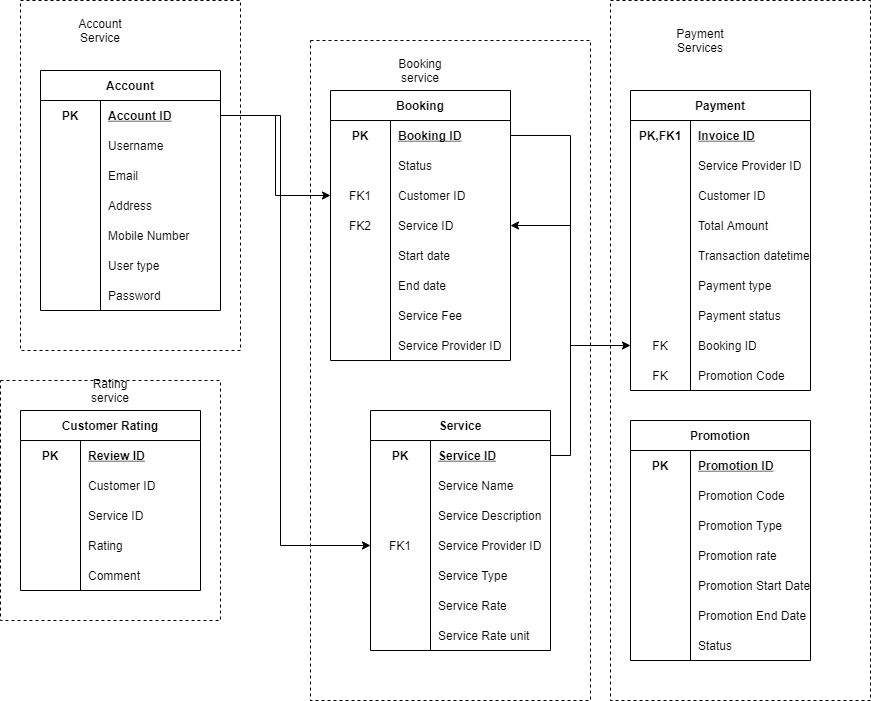 Account
Service
Account
PK Account ID
Username
Email
Address
Mobile Number
User type
Password
Rating
service
Customer Rating
PK Review ID
Customer ID
Service ID
Rating
Comment
Booking
service
Booking
PK Booking ID
Status
FK1 Customer ID
FK2 Service ID
Start date
End date
Service Fee
Service Provider ID
Service
PK Service ID
Service Name
Service Description
FK1 Service Provider ID
Service Type
Service Rate
Service Rate unit
Payment
Services
Payment
PK,FK1 Invoice ID
Service Provider ID
Customer ID
Total Amount
Transaction datetime
Payment type
Payment status
FK Booking ID
FK Promotion Code
Promotion
PK Promotion ID
Promotion Code
Promotion Type
Promotion rate
Promotion Start Date
Promotion End Date
Status